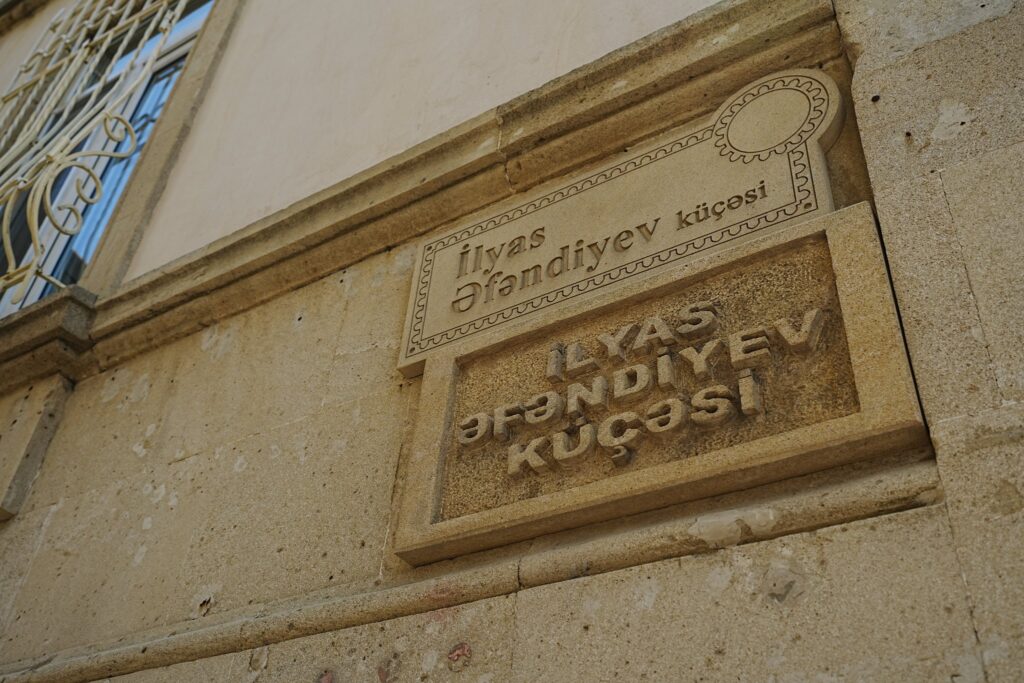 İlyas
Əfəndiyev küçəsi
İLYAS
ƏFƏNDİYEV
KÜÇƏSİ